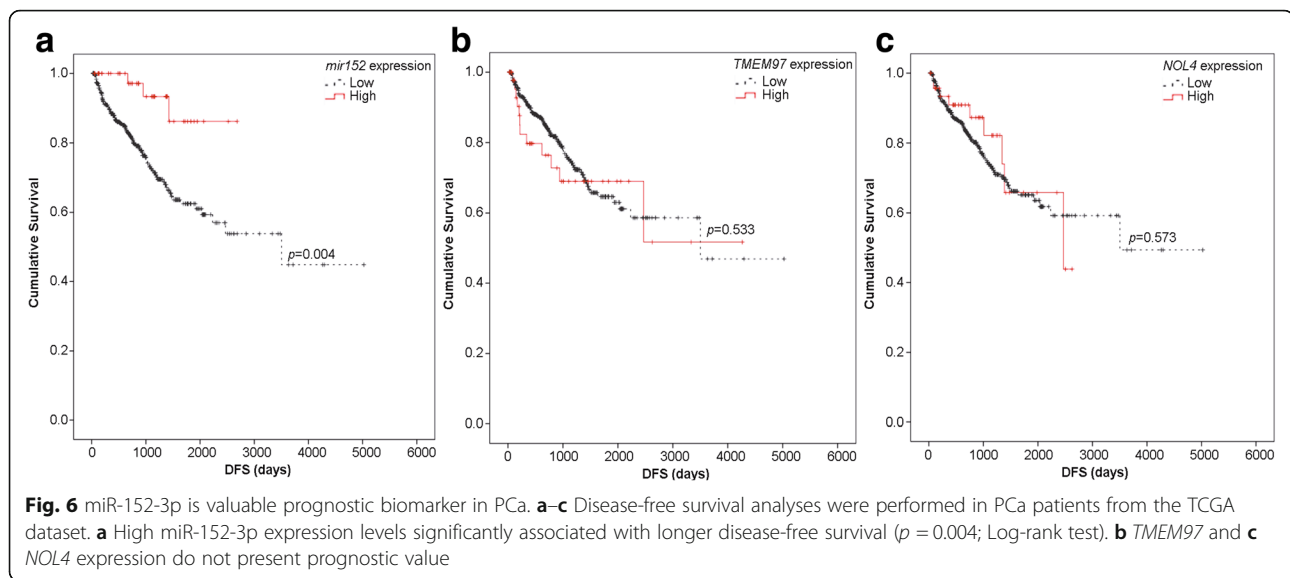 a
mir152 expression
Low
High
1.0
0.8
0.6
0.4
0.2
0.0
Cumulative Survival
p=0.004
0 1000 2000 3000 4000 5000 6000
DFS (days)
b
TMEM97 expression
Low
High
1.0
0.8
0.6
0.4
0.2
0.0
Cumulative Survival
p=0.533
0 1000 2000 3000 4000 5000 6000
DFS (days)
c
NOL4 expression
Low
High
1.0
0.8
0.6
0.4
0.2
0.0
Cumulative Survival
p=0.573
0 1000 2000 3000 4000 5000 6000
DFS (days)
Fig. 6 miR-152-3p is valuable prognostic biomarker in PCa. a–c Disease-free survival analyses were performed in PCa patients from the TCGA
dataset. a High miR-152-3p expression levels significantly associated with longer disease-free survival (p = 0.004; Log-rank test). b TMEM97 and c
NOL4 expression do not present prognostic value